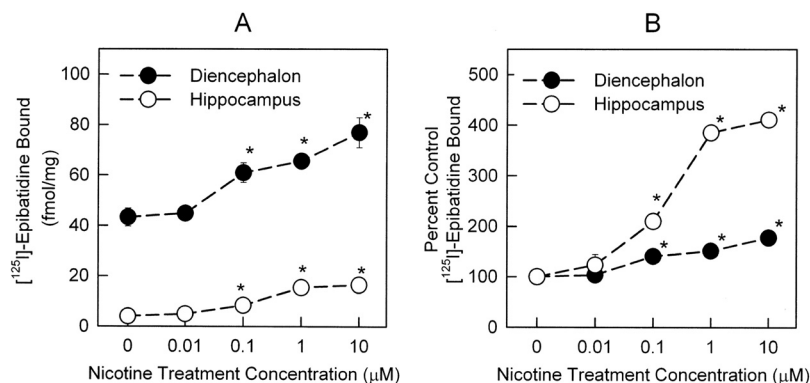 A
B
100
80
60
40
20
0
[¹²⁵I]-Epibatidine Bound
(fmol/mg)
Diencephalon
Hippocampus
*
*
*
*
*
*
0
0.01
0.1
1
10
Nicotine Treatment Concentration (μM)
500
400
300
200
100
0
Percent Control
[¹²⁵I]-Epibatidine Bound
Diencephalon
Hippocampus
*
*
*
*
*
*
0
0.01
0.1
1
10
Nicotine Treatment Concentration (μM)